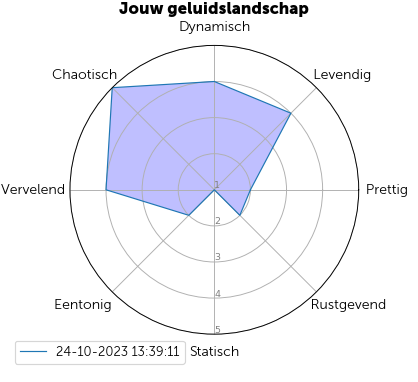 Jouw geluidslandschap
Dynamisch
Chaotisch
Levendig
Vervelend
1
Prettig
2
3
4
Eentonig
Rustgevend
5
24-10-2023 13:39:11
Statisch